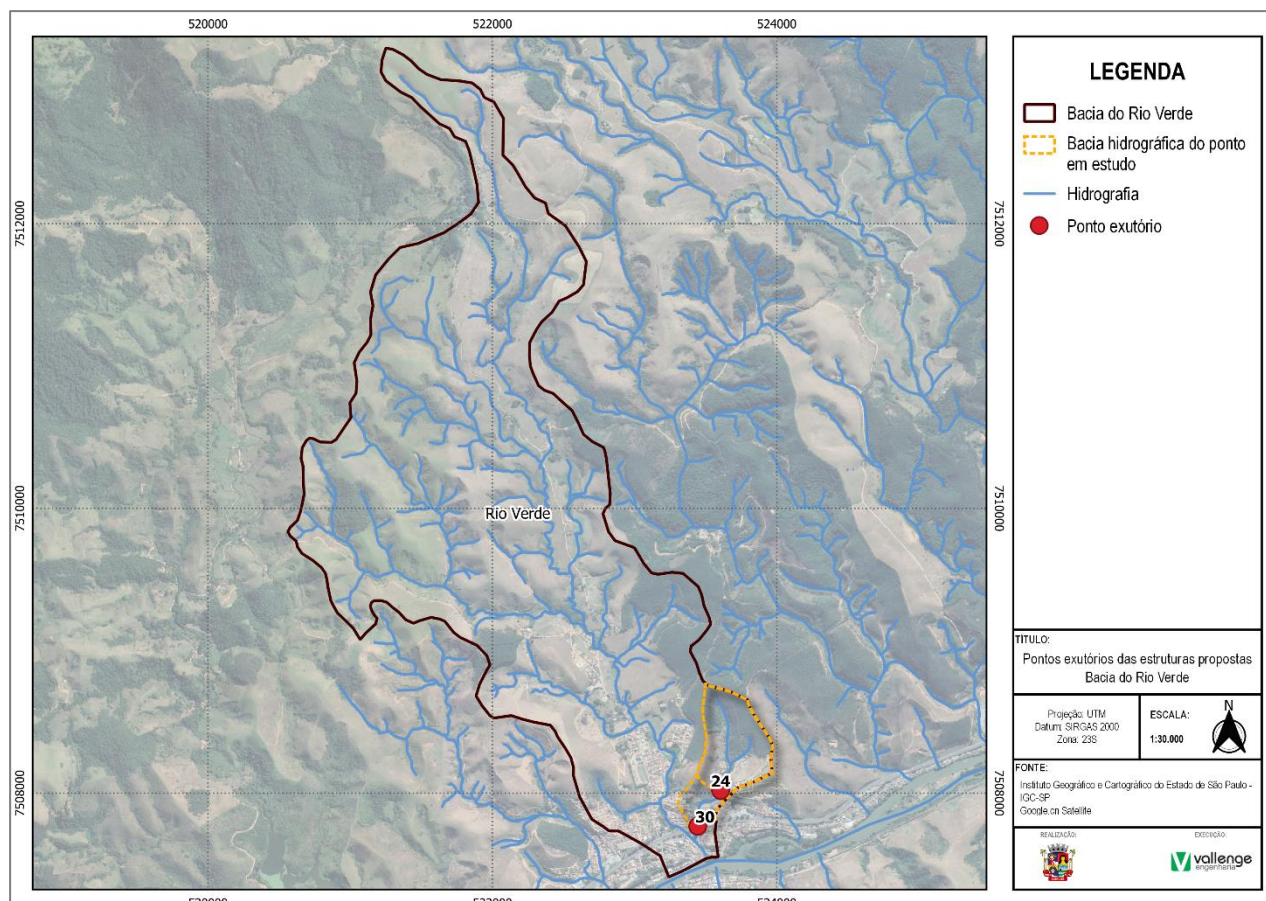 520000
522000
524000
7512000
7512000
7510000
7510000
7508000
7508000
Rio Verde
24
30
520000
522000
524000
LEGENDA
Bacia do Rio Verde
Bacia hidrográfica do ponto
em estudo
Hidrografia
Ponto exutório
TÍTULO:
Pontos exutórios das estruturas propostas
Bacia do Rio Verde
Projeção: UTM
Datum: SIRGAS 2000
Zona: 23S
ESCALA:
1:30.000
N
FONTE:
Instituto Geográfico e Cartográfico do Estado de São Paulo -
IGC-SP
Google.cn Satellite
REALIZAÇÃO:
EXECUÇÃO:
vallenge
engenharia